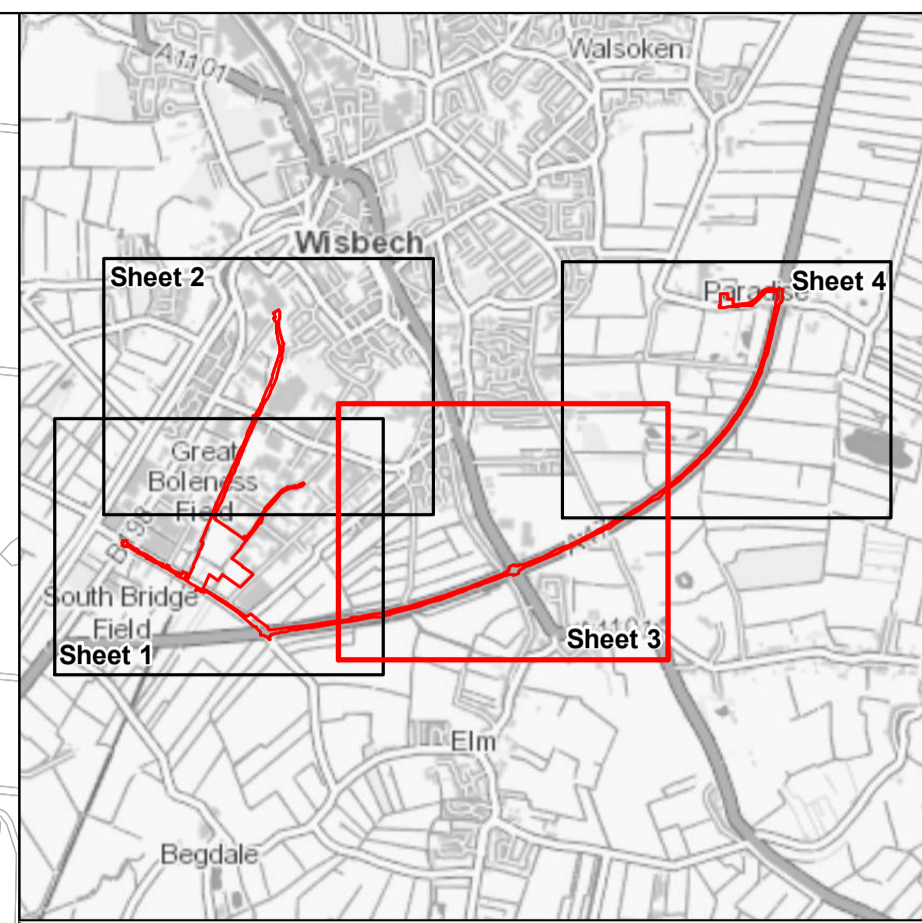 A1101
Walsoken
Wisbech
Sheet 2
Sheet 4
Paradise
Great
Boleness
Field
B198
South Bridge
Field
Sheet 1
Sheet 3
Elm
Begdale